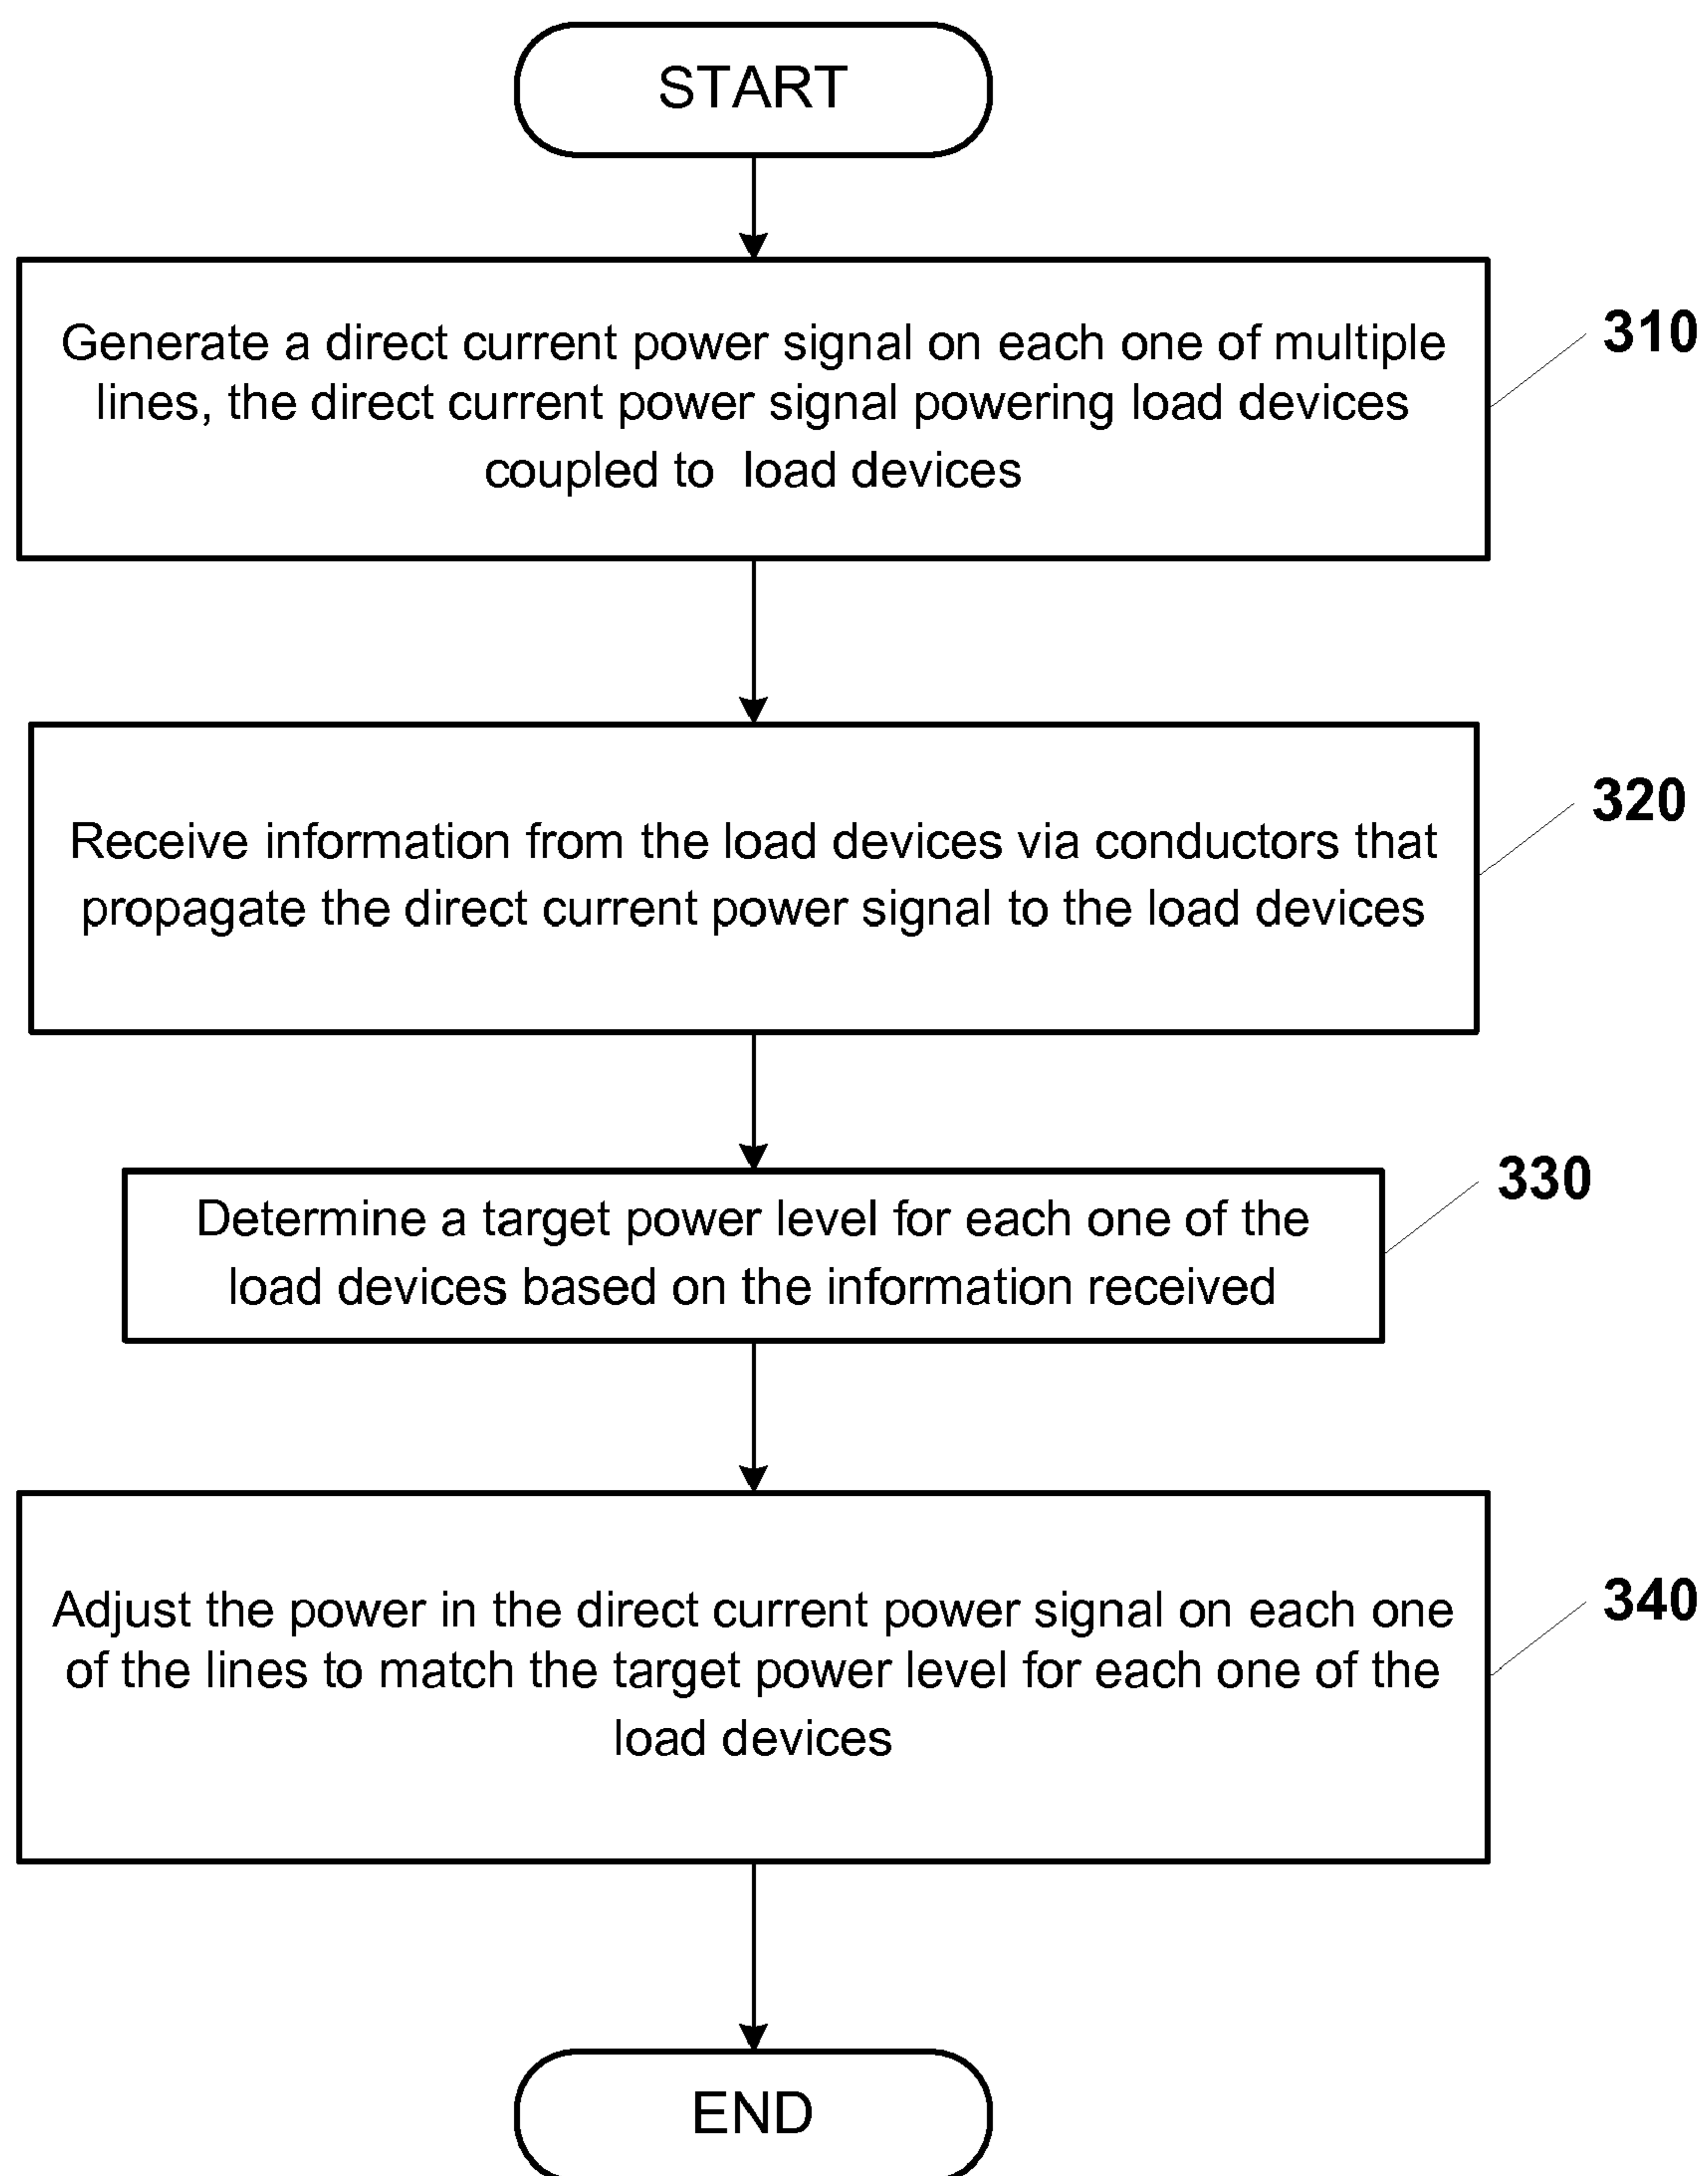 START
Generate a direct current power signal on each one of multiple
lines, the direct current power signal powering load devices
coupled to load devices
310
Receive information from the load devices via conductors that
propagate the direct current power signal to the load devices
320
Determine a target power level for each one of the
load devices based on the information received
330
Adjust the power in the direct current power signal on each one
of the lines to match the target power level for each one of the
load devices
340
END